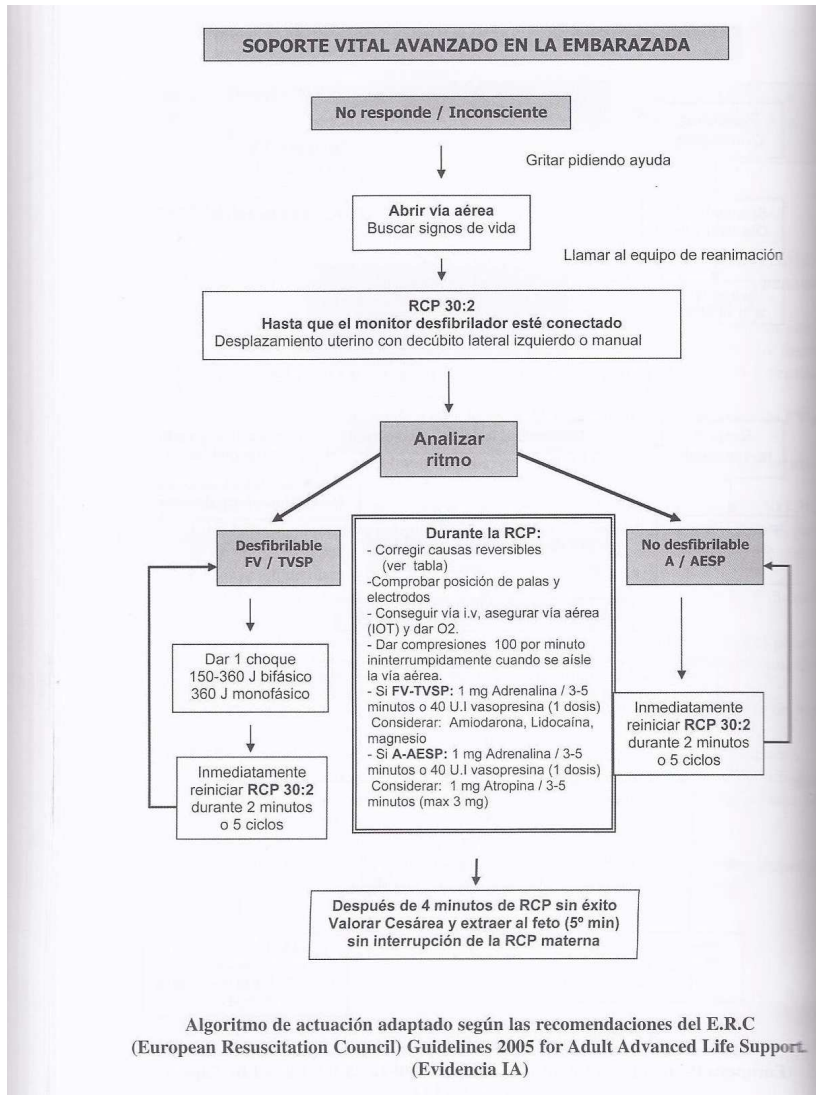 SOPORTE VITAL AVANZADO EN LA EMBARAZADA
No responde / Inconsciente
Gritar pidiendo ayuda
Abrir vía aérea
Buscar signos de vida
Llamar al equipo de reanimación
RCP 30:2
Hasta que el monitor desfibrilador esté conectado
Desplazamiento uterino con decúbito lateral izquierdo o manual
Analizar
ritmo
Desfibrilable
FV / TVSP
Dar 1 choque
150-360 J bifásico
360 J monofásico
Inmediatamente
reiniciar RCP 30:2
durante 2 minutos
o 5 ciclos
Durante la RCP:
- Corregir causas reversibles
(ver tabla)
-Comprobar posición de palas y
electrodos
- Conseguir vía i.v, asegurar vía aérea
(IOT) y dar O2.
- Dar compresiones 100 por minuto
ininterrumpidamente cuando se aísle
la vía aérea.
- Si FV-TVSP: 1 mg Adrenalina / 3-5
minutos o 40 U.I vasopresina (1 dosis)
Considerar: Amiodarona, Lidocaína,
magnesio
- Si A-AESP: 1 mg Adrenalina / 3-5
minutos o 40 U.I vasopresina (1 dosis)
Considerar: 1 mg Atropina / 3-5
minutos (max 3 mg)
No desfibrilable
A / AESP
Inmediatamente
reiniciar RCP 30:2
durante 2 minutos
o 5 ciclos
Después de 4 minutos de RCP sin éxito
Valorar Cesárea y extraer al feto (5º min)
sin interrupción de la RCP materna
Algoritmo de actuación adaptado según las recomendaciones del E.R.C
(European Resuscitation Council) Guidelines 2005 for Adult Advanced Life Support.
(Evidencia IA)